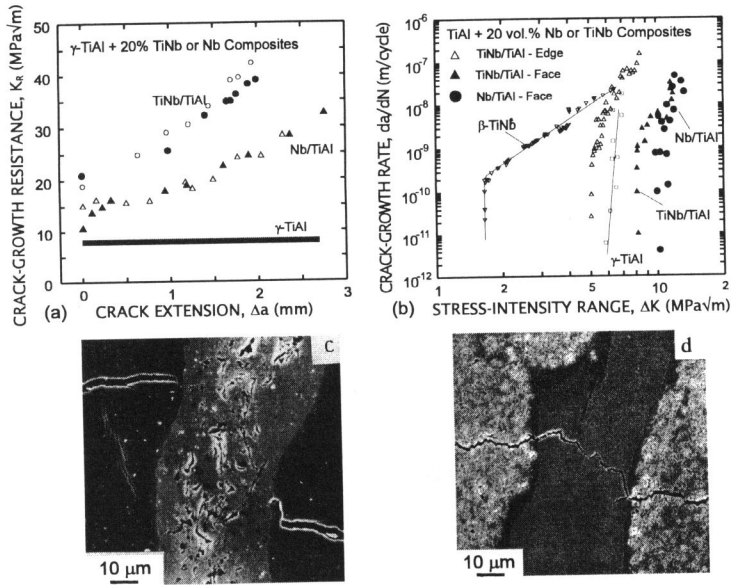 CRACK-GROWTH RESISTANCE, K_R (MPa√m)
50
40
30
20
10
0
γ-TiAl + 20% TiNb or Nb Composites
TiNb/TiAl
Nb/TiAl
γ-TiAl
0
1
2
3
(a)
CRACK EXTENSION, Δa (mm)
CRACK-GROWTH RATE, da/dN (m/cycle)
10^-6
10^-7
10^-8
10^-9
10^-10
10^-11
10^-12
TiAl + 20 vol.% Nb or TiNb Composites
△ TiNb/TiAl - Edge
▲ TiNb/TiAl - Face
● Nb/TiAl - Face
β-TiNb
Nb/TiAl
TiNb/TiAl
γ-TiAl
1
2
5
10
2
(b)
STRESS-INTENSITY RANGE, ΔK (MPa√m)
c
10 μm
d
10 μm